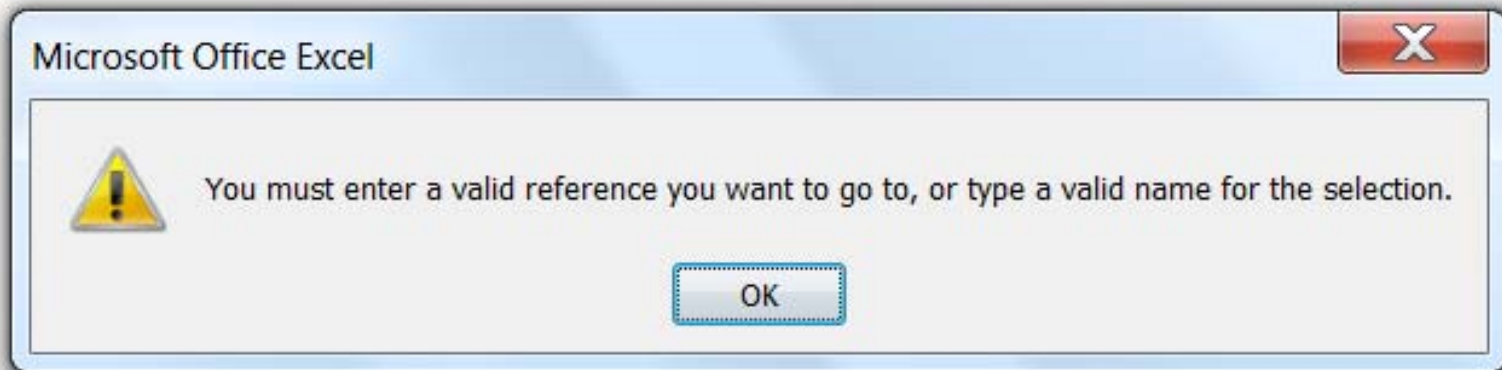 Microsoft Office Excel
You must enter a valid reference you want to go to, or type a valid name for the selection.
OK